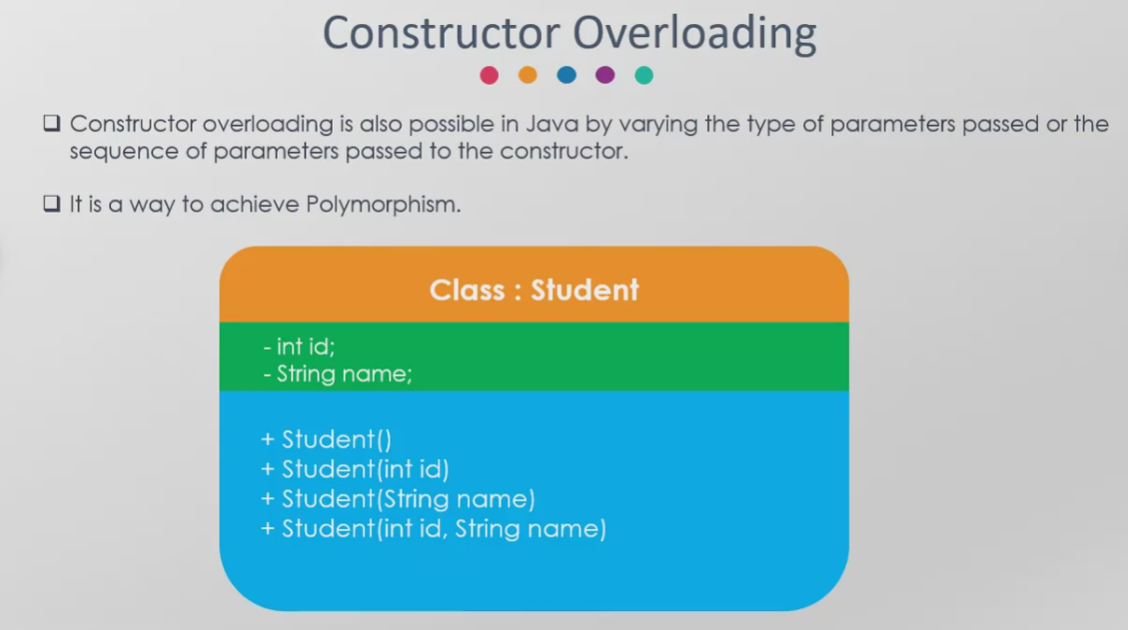 Constructor Overloading
❑ Constructor overloading is also possible in Java by varying the type of parameters passed or the
sequence of parameters passed to the constructor.
❑ It is a way to achieve Polymorphism.
Class : Student
- int id;
- String name;
+ Student()
+ Student(int id)
+ Student(String name)
+ Student(int id, String name)